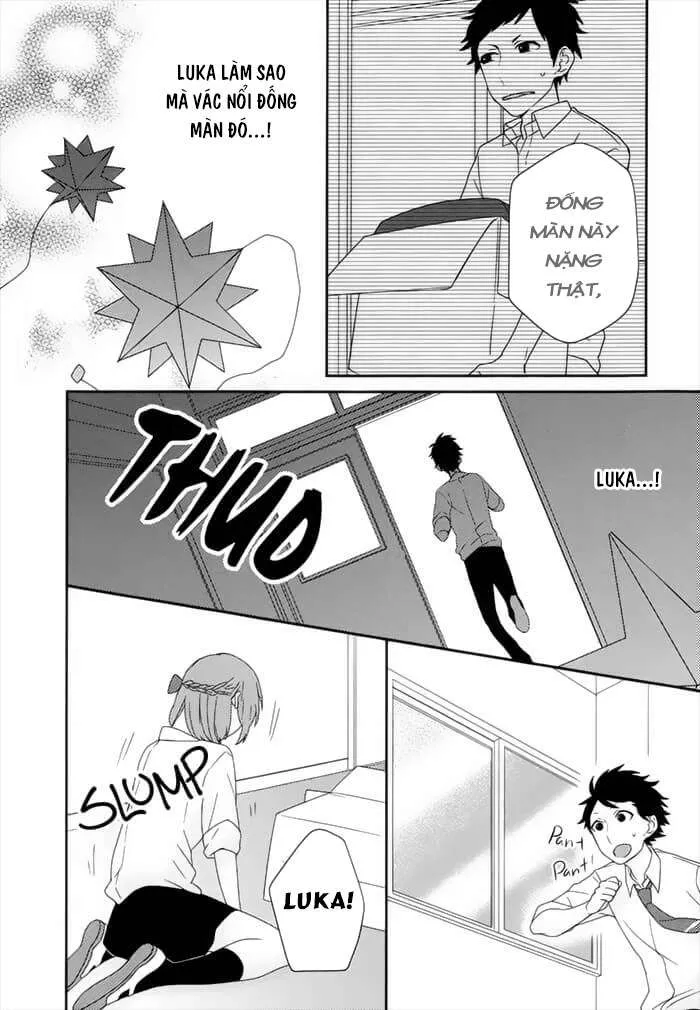 LUKA LÀM SAO
MÀ VÁC NỔI ĐỐNG
MÀN ĐÓ...!
ĐỐNG
MÀN NÀY
NẶNG
THẬT,
THUD
LUKA...!
SLUMP
LUKA!
Pant
Pant!